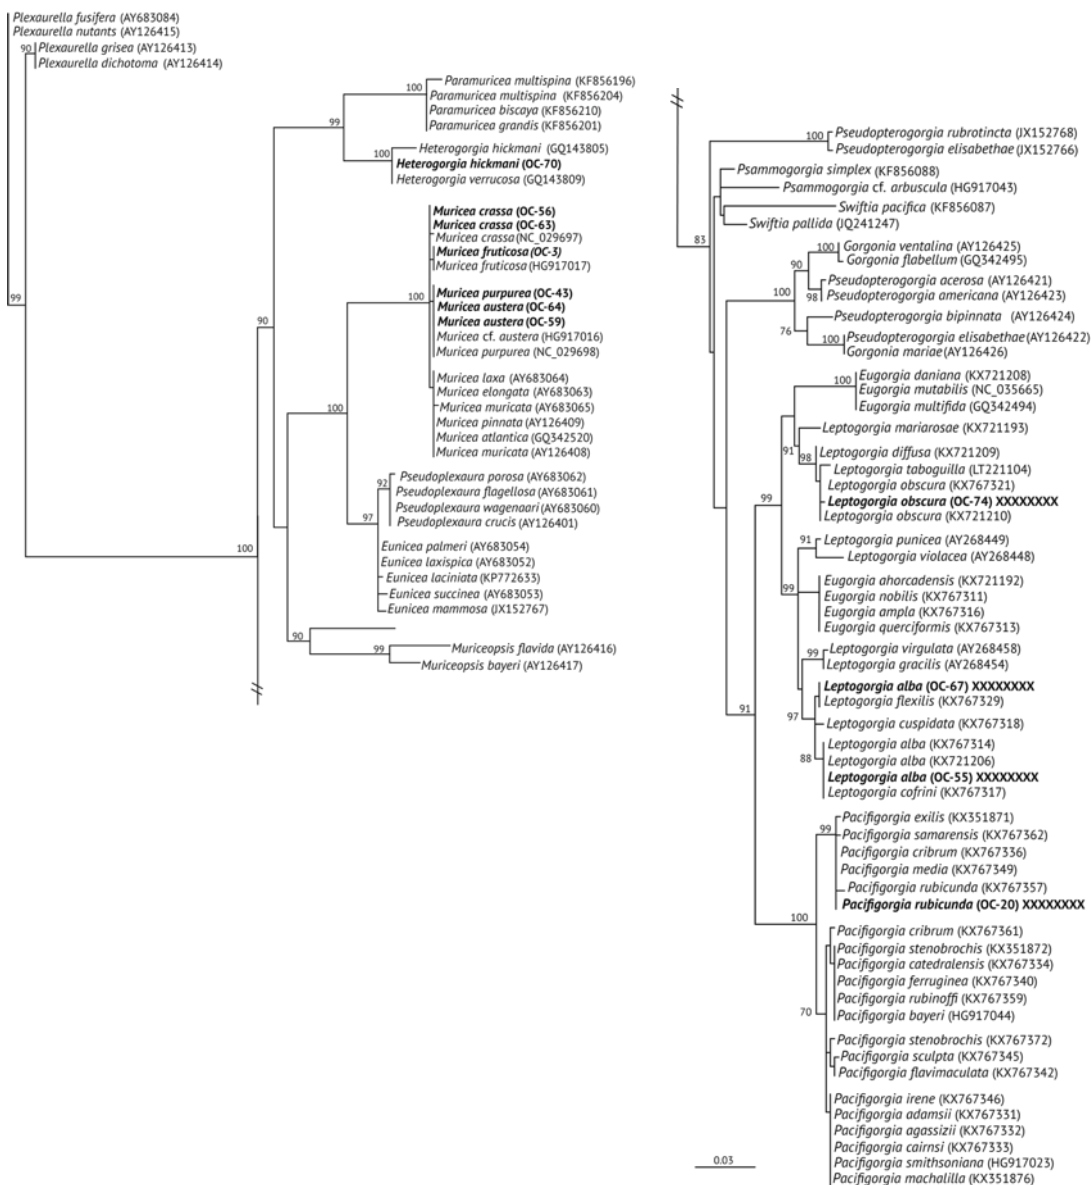 Plexaurella fusifera (AY683084)
Plexaurella nutants (AY126415)
90
Plexaurella grisea (AY126413)
Plexaurella dichotoma (AY126414)
99
100
90
99
100
Paramuricea multispina (KF856196)
Paramuricea multispina (KF856204)
Paramuricea biscaya (KF856210)
Paramuricea grandis (KF856201)
100
Heterogorgia hickmani (GQ143805)
Heterogorgia hickmani (OC-70)
Heterogorgia verrucosa (GQ143809)
100
100
Muricea crassa (OC-56)
Muricea crassa (OC-63)
Muricea crassa (NC_029697)
Muricea fruticosa (OC-3)
Muricea fruticosa (HG917017)
Muricea purpurea (OC-43)
Muricea austera (OC-64)
Muricea austera (OC-59)
Muricea cf. austera (HG917016)
Muricea purpurea (NC_029698)
Muricea laxa (AY683064)
Muricea elongata (AY683063)
Muricea muricata (AY683065)
Muricea pinnata (AY126409)
Muricea atlantica (GQ342520)
Muricea muricata (AY126408)
97
92
Pseudoplexaura porosa (AY683062)
Pseudoplexaura flagellosa (AY683061)
Pseudoplexaura wagenaari (AY683060)
Pseudoplexaura crucis (AY126401)
Eunicea palmeri (AY683054)
Eunicea laxispica (AY683052)
Eunicea laciniata (KP772633)
Eunicea succinea (AY683053)
Eunicea mammosa (JX152767)
90
99
Muriceopsis flavida (AY126416)
Muriceopsis bayeri (AY126417)
83
100
Pseudopterogorgia rubrotincta (JX152768)
Pseudopterogorgia elisabethae (JX152766)
Psammogorgia simplex (KF856088)
Psammogorgia cf. arbuscula (HG917043)
Swiftia pacifica (KF856087)
Swiftia pallida (JQ241247)
100
90
100
Gorgonia ventalina (AY126425)
Gorgonia flabellum (GQ342495)
98
Pseudopterogorgia acerosa (AY126421)
Pseudopterogorgia americana (AY126423)
76
Pseudopterogorgia bipinnata (AY126424)
100
Pseudopterogorgia elisabethae (AY126422)
Gorgonia mariae (AY126426)
91
99
91
100
Eugorgia daniana (KX721208)
Eugorgia mutabilis (NC_035665)
Eugorgia multifida (GQ342494)
Leptogorgia mariarosae (KX721193)
98
Leptogorgia diffusa (KX721209)
Leptogorgia taboguilla (LT221104)
Leptogorgia obscura (KX767321)
Leptogorgia obscura (OC-74) XXXXXXXX
Leptogorgia obscura (KX721210)
99
91
Leptogorgia punicea (AY268449)
Leptogorgia violacea (AY268448)
Eugorgia ahorcadensis (KX721192)
Eugorgia nobilis (KX767311)
Eugorgia ampla (KX767316)
Eugorgia querciformis (KX767313)
99
Leptogorgia virgulata (AY268458)
Leptogorgia gracilis (AY268454)
97
Leptogorgia alba (OC-67) XXXXXXXX
Leptogorgia flexilis (KX767329)
Leptogorgia cuspidata (KX767318)
88
Leptogorgia alba (KX767314)
Leptogorgia alba (KX721206)
Leptogorgia alba (OC-55) XXXXXXXX
Leptogorgia cofrini (KX767317)
100
99
Pacifigorgia exilis (KX351871)
Pacifigorgia samarensis (KX767362)
Pacifigorgia cribrum (KX767336)
Pacifigorgia media (KX767349)
Pacifigorgia rubicunda (KX767357)
Pacifigorgia rubicunda (OC-20) XXXXXXXX
70
Pacifigorgia cribrum (KX767361)
Pacifigorgia stenobrochis (KX351872)
Pacifigorgia catedralensis (KX767334)
Pacifigorgia ferruginea (KX767340)
Pacifigorgia rubinoffi (KX767359)
Pacifigorgia bayeri (HG917044)
Pacifigorgia stenobrochis (KX767372)
Pacifigorgia sculpta (KX767345)
Pacifigorgia flavimaculata (KX767342)
Pacifigorgia irene (KX767346)
Pacifigorgia adamsii (KX767331)
Pacifigorgia agassizii (KX767332)
Pacifigorgia cairnsi (KX767333)
Pacifigorgia smithsoniana (HG917023)
Pacifigorgia machalilla (KX351876)
0.03